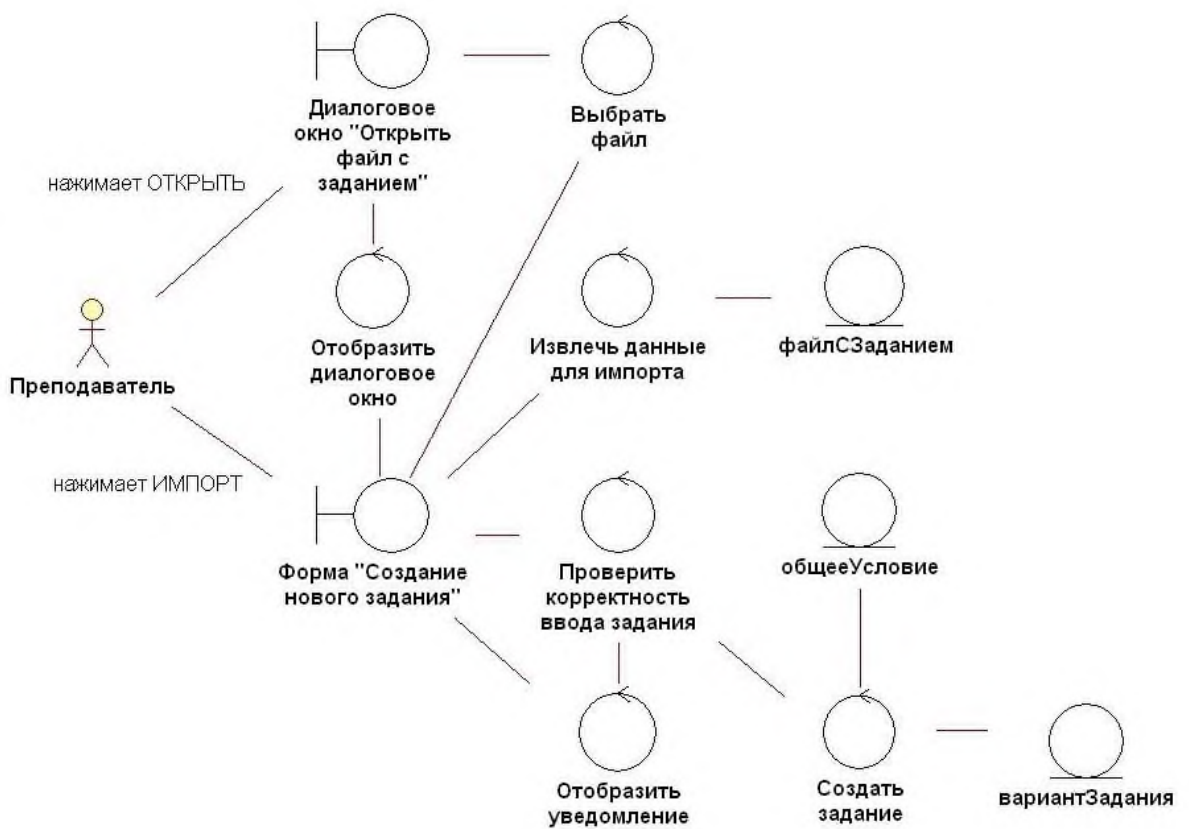 Диалоговое
окно "Открыть
файл с
заданием"
Выбрать
файл
нажимает ОТКРЫТЬ
Преподаватель
Отобразить
диалоговое
окно
Извлечь данные
для импорта
файлСЗаданием
нажимает ИМПОРТ
Форма "Создание
нового задания"
Проверить
корректность
ввода задания
общееУсловие
Отобразить
уведомление
Создать
задание
вариантЗадания